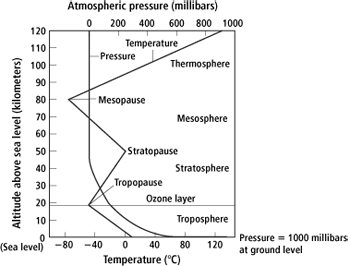 Atmospheric pressure (millibars)
0 200 400 600 800 1000
120
110
100
90
80
70
60
50
40
30
20
10
0
Altitude above sea level (kilometers)
(Sea level)
Temperature
Pressure
Thermosphere
Mesopause
Mesosphere
Stratopause
Stratosphere
Tropopause
Ozone layer
Troposphere
Pressure = 1000 millibars
at ground level
−80 −40 0 40 80 120
Temperature (°C)